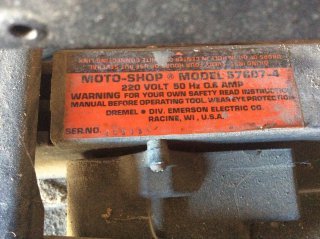 MOTO-SHOP ® MODEL 57607-4
220 VOLT 50 Hz 0.6 AMP
WARNING FOR YOUR OWN SAFETY READ INSTRUCTION
MANUAL BEFORE OPERATING TOOL. WEAR EYE PROTECTION
DREMEL ● DIV. EMERSON ELECTRIC CO.
RACINE, WI , U.S.A.
SER.NO.